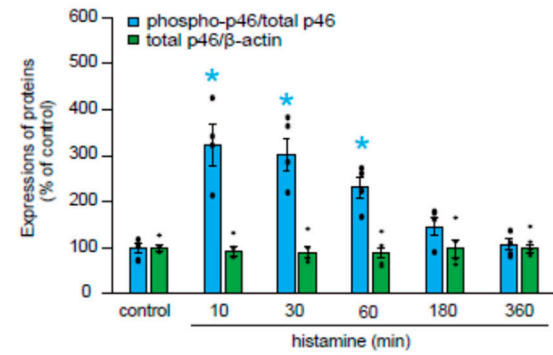 phospho-p46/total p46
total p46/β-actin
Expressions of proteins
(% of control)
600
500
400
300
200
100
0
* * *
control 10 30 60 180 360
histamine (min)